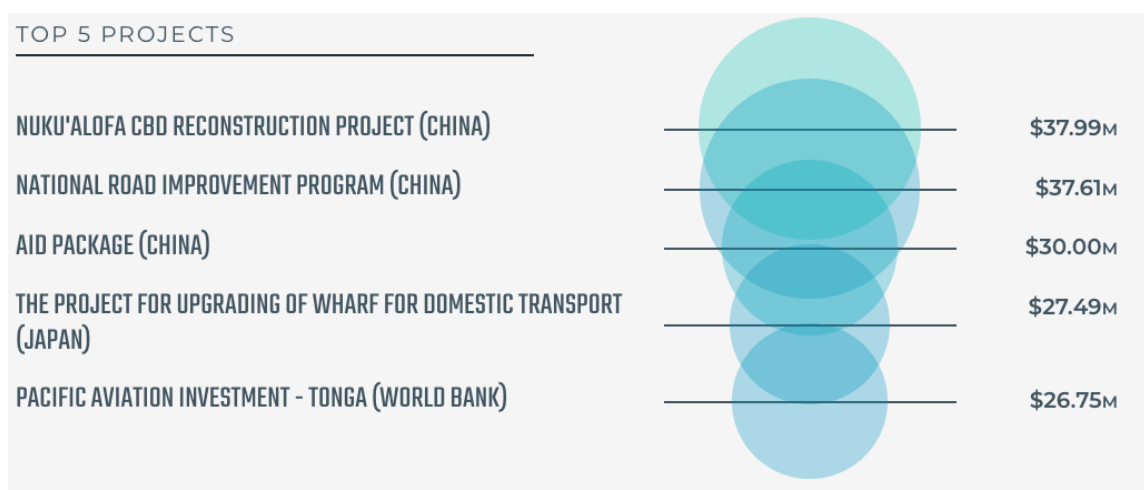 TOP 5 PROJECTS
NUKU'ALOFA CBD RECONSTRUCTION PROJECT (CHINA) $37.99M
NATIONAL ROAD IMPROVEMENT PROGRAM (CHINA) $37.61M
AID PACKAGE (CHINA) $30.00M
THE PROJECT FOR UPGRADING OF WHARF FOR DOMESTIC TRANSPORT $27.49M
(JAPAN)
PACIFIC AVIATION INVESTMENT - TONGA (WORLD BANK) $26.75M